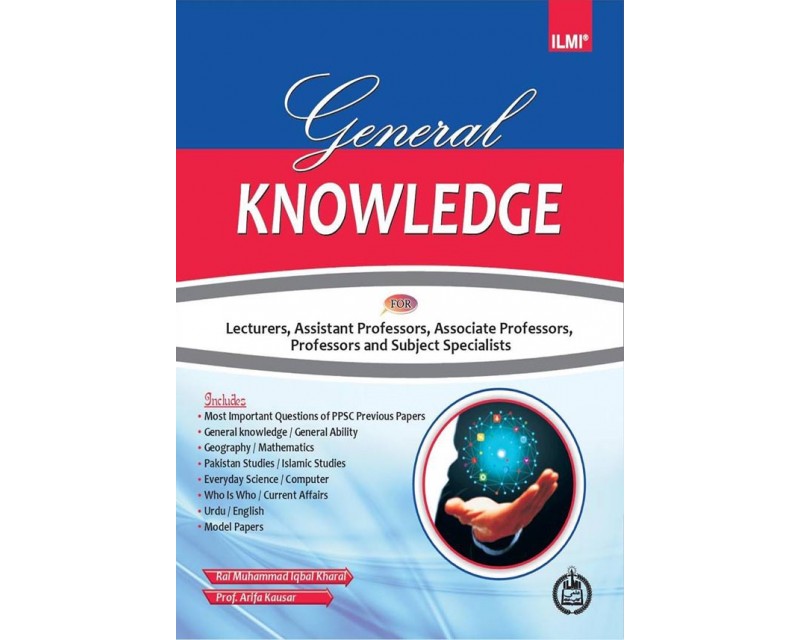 ILMI®
General
KNOWLEDGE
FOR
Lecturers, Assistant Professors, Associate Professors,
Professors and Subject Specialists
Includes
• Most Important Questions of PPSC Previous Papers
• General knowledge / General Ability
• Geography / Mathematics
• Pakistan Studies / Islamic Studies
• Everyday Science / Computer
• Who Is Who / Current Affairs
• Urdu / English
• Model Papers
Rai Muhammad Iqbal Kharal
Prof. Arifa Kausar
ILMI